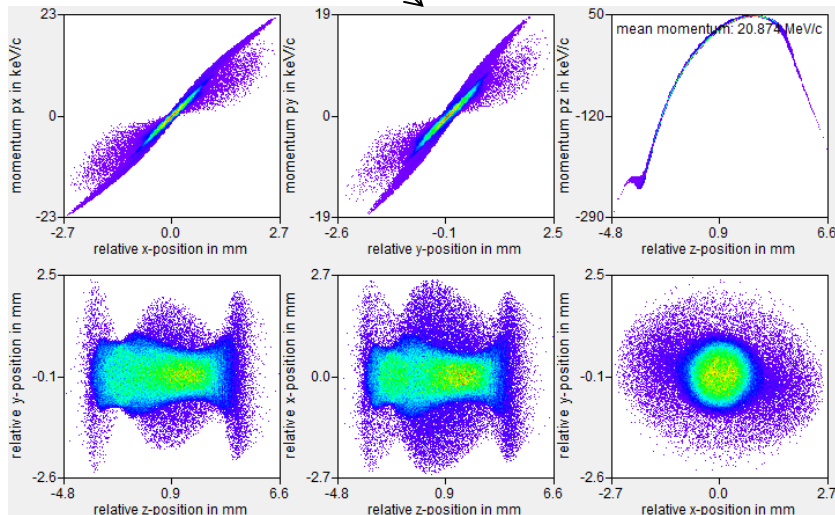 23
momentum px in keV/c
0
-23
-2.7
0.0
2.7
relative x-position in mm
19
momentum py in keV/c
0
-19
-2.7
-0.1
2.5
relative y-position in mm
50
mean momentum: 20.874 MeV/c
momentum pz in keV/c
-120
-290
-4.8
0.9
6.6
relative z-position in mm
2.5
relative y-position in mm
-0.1
-2.6
-4.8
0.9
6.6
relative z-position in mm
2.7
relative x-position in mm
0.0
-2.7
-4.8
0.9
6.6
relative z-position in mm
2.5
relative y-position in mm
-0.1
-2.6
-2.7
0.0
2.7
relative x-position in mm